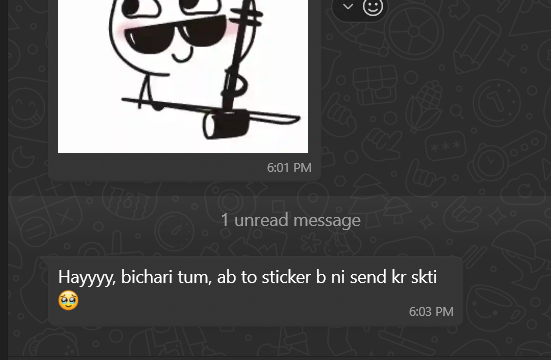 6:01 PM
1 unread message
Hayyyy, bichari tum, ab to sticker b ni send kr skti
🥹
6:03 PM